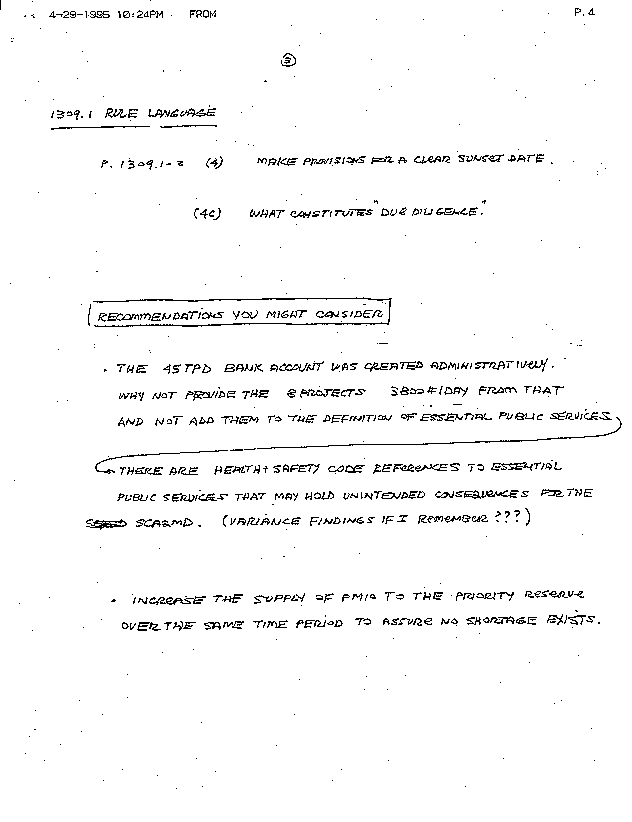 4-29-1995 10:24PM FROM P.4
3
1309.1 RULE LANGUAGE
P. 1309.1-2 (4) MAKE PROVISIONS FOR A CLEAR SUNSET DATE.
(4C) WHAT CONSTITUTES "DUE DILIGENCE."
RECOMMENDATIONS YOU MIGHT CONSIDER
• THE 45TPD BANK ACCOUNT WAS CREATED ADMINISTRATIVELY.
WHY NOT PROVIDE THE PROJECTS 3800#/DAY FROM THAT
AND NOT ADD THEM TO THE DEFINITION OF ESSENTIAL PUBLIC SERVICES
THERE ARE HEALTH + SAFETY CODE REFERENCES TO ESSENTIAL
PUBLIC SERVICES THAT MAY HOLD UNINTENDED CONSEQUENCES FOR THE
SCAQMD. (VARIANCE FINDINGS IF I REMEMBER ???)
• INCREASE THE SUPPLY OF PM10 TO THE PRIORITY RESERVE
OVER THE SAME TIME PERIOD TO ASSURE NO SHORTAGE EXISTS.